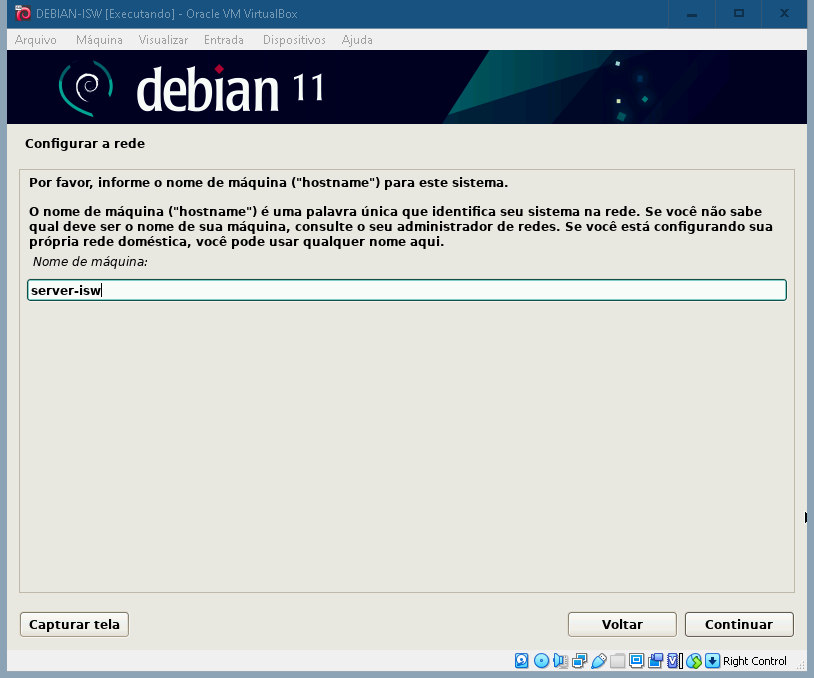 DEBIAN-ISW [Executando] - Oracle VM VirtualBox
Arquivo Máquina Visualizar Entrada Dispositivos Ajuda
debian 11
Configurar a rede
Por favor, informe o nome de máquina ("hostname") para este sistema.
O nome de máquina ("hostname") é uma palavra única que identifica seu sistema na rede. Se você não sabe
qual deve ser o nome de sua máquina, consulte o seu administrador de redes. Se você está configurando sua
própria rede doméstica, você pode usar qualquer nome aqui.
Nome de máquina:
server-isw
Capturar tela Voltar Continuar
Right Control